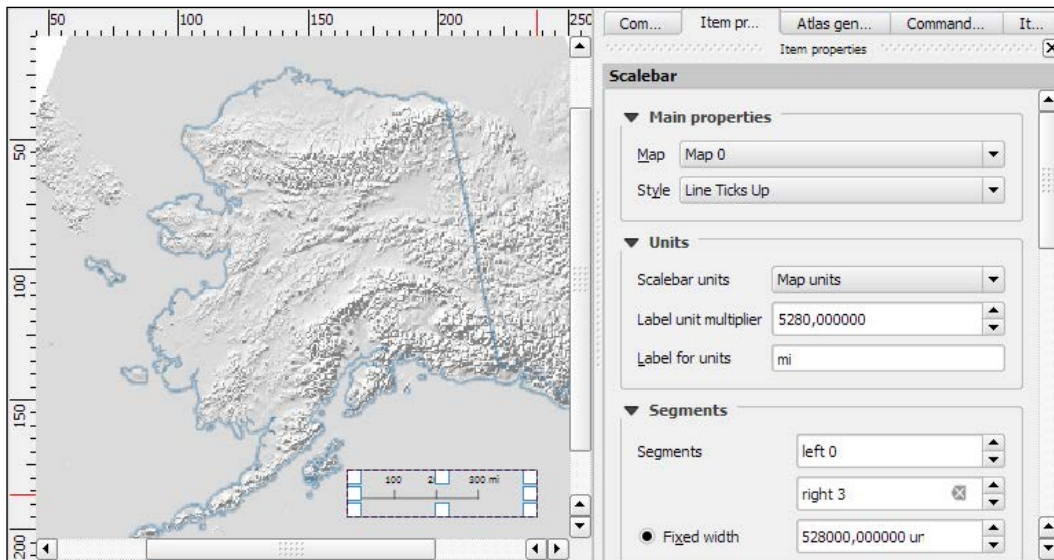 50 100 150 200 250
Com... Item pr... Atlas gen... Command... It...
Item properties
Scalebar
Main properties
Map Map 0
Style Line Ticks Up
Units
Scalebar units Map units
Label unit multiplier 5280,000000
Label for units mi
Segments
Segments left 0
right 3
Fixed width 528000,000000 ur
50
100
150
200
100 2 300 mi